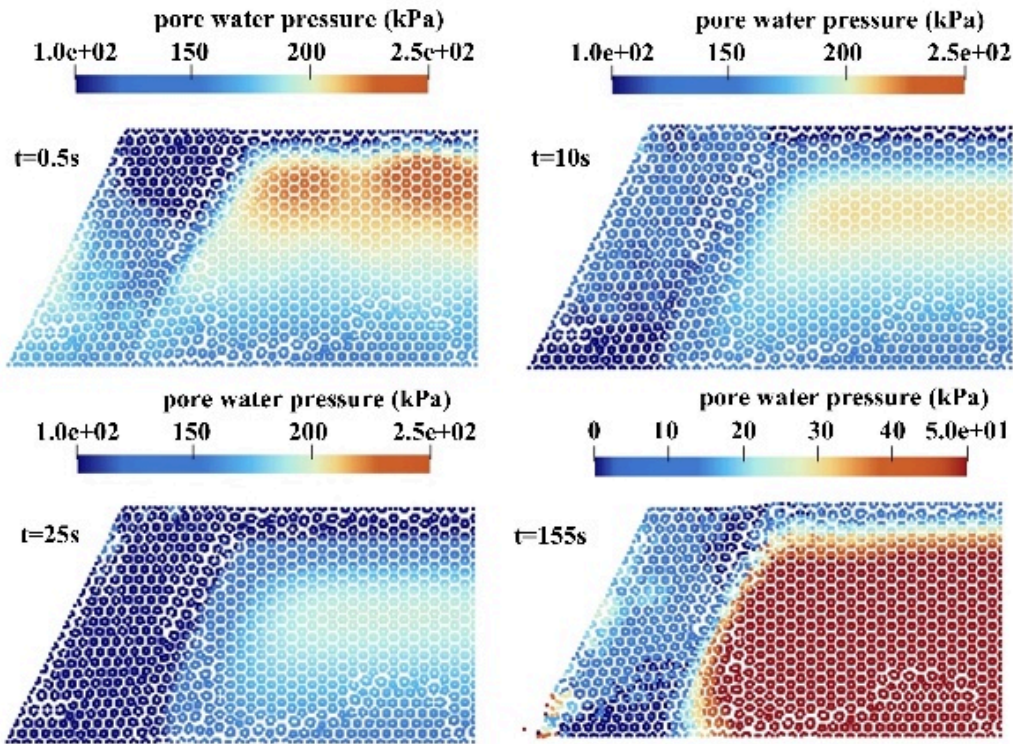 pore water pressure (kPa)
1.0e+02 150 200 2.5e+02
t=0.5s
pore water pressure (kPa)
1.0e+02 150 200 2.5e+02
t=10s
pore water pressure (kPa)
1.0e+02 150 200 2.5e+02
t=25s
pore water pressure (kPa)
0 10 20 30 40 5.0e+01
t=155s